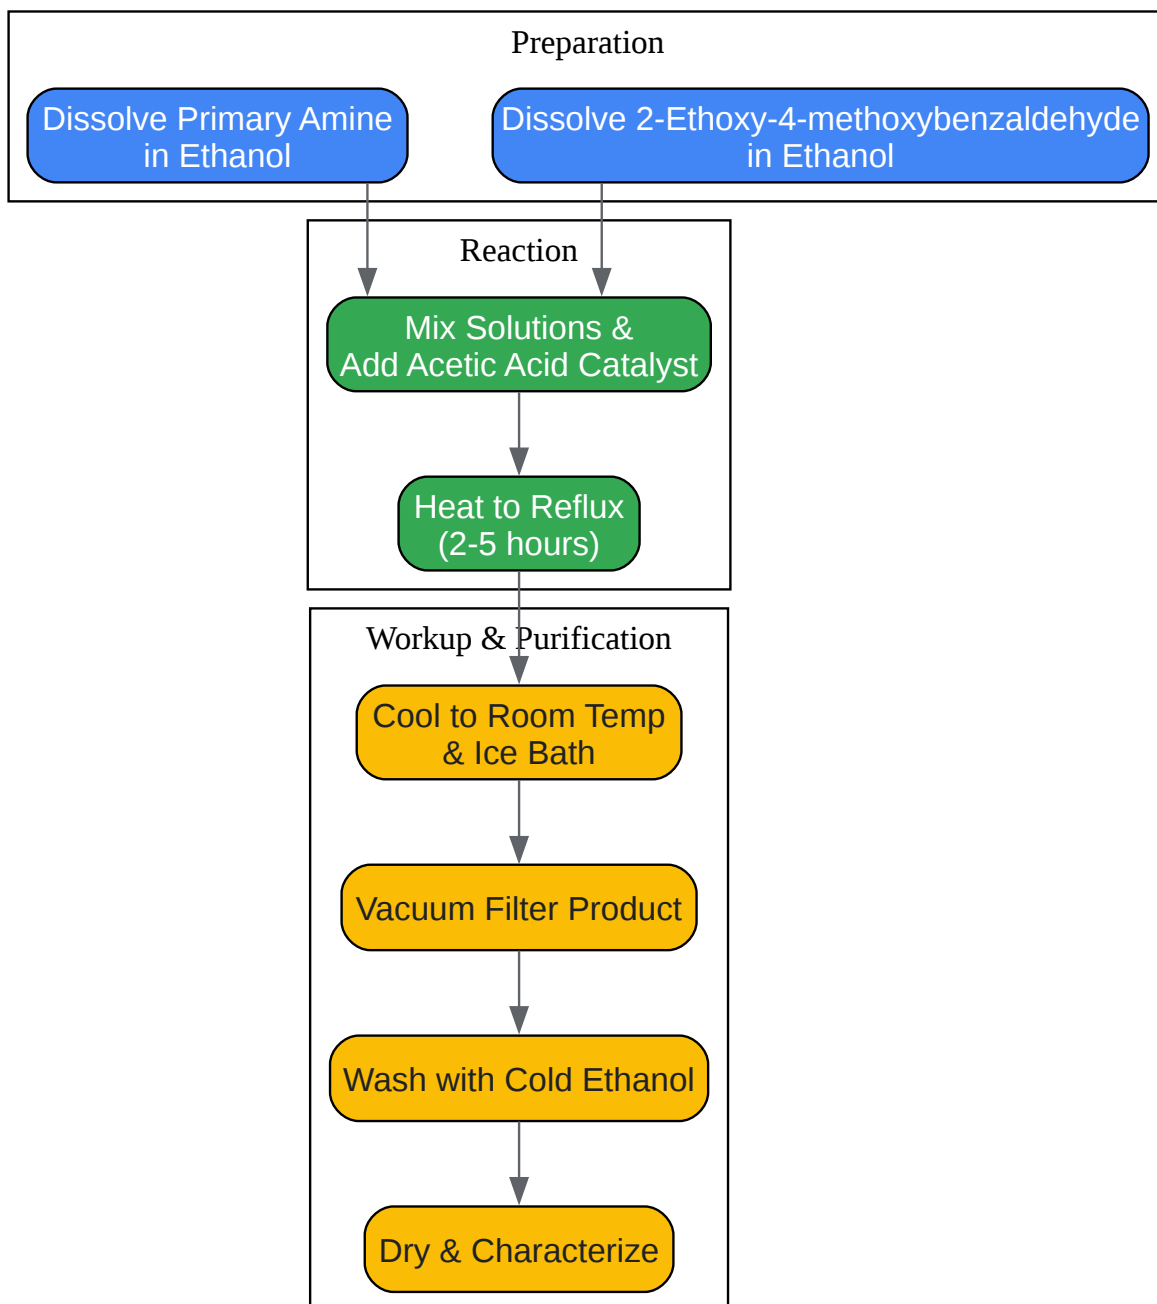 Preparation
Dissolve Primary Amine
in Ethanol
Dissolve 2-Ethoxy-4-methoxybenzaldehyde
in Ethanol
Reaction
Mix Solutions &
Add Acetic Acid Catalyst
Heat to Reflux
(2-5 hours)
Workup & Purification
Cool to Room Temp
& Ice Bath
Vacuum Filter Product
Wash with Cold Ethanol
Dry & Characterize